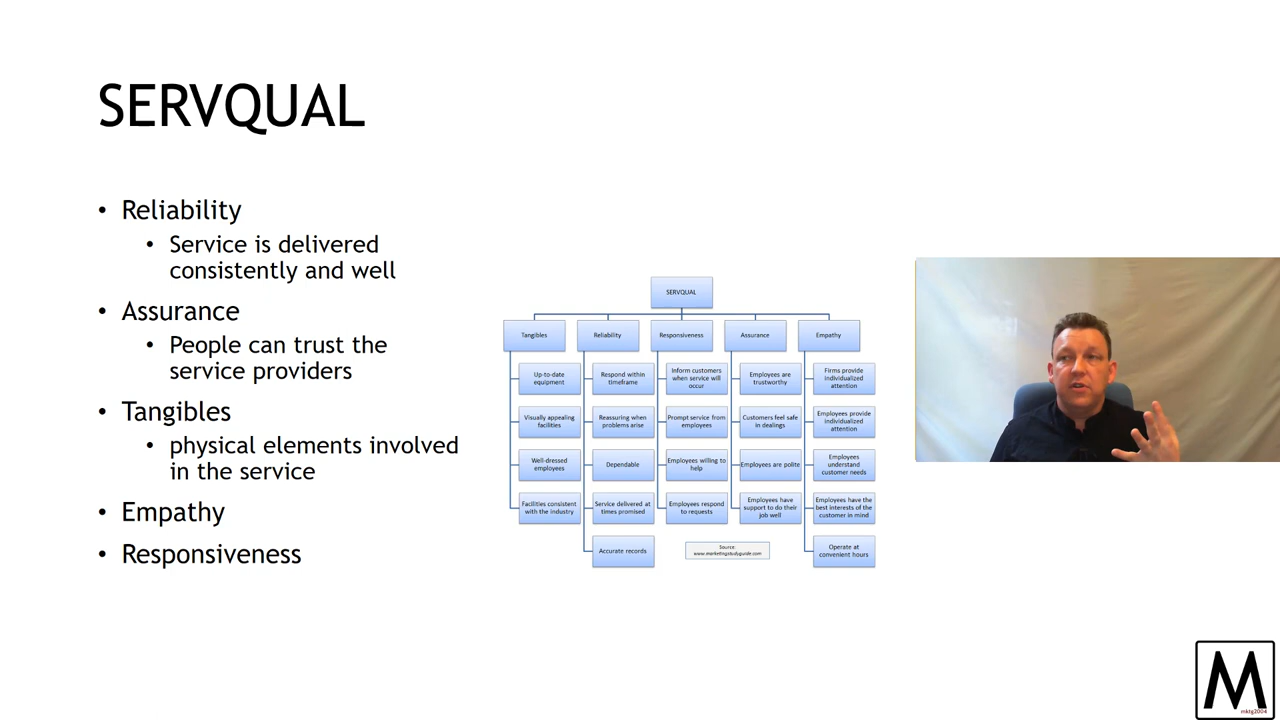 SERVQUAL
• Reliability
• Service is delivered
consistently and well
• Assurance
• People can trust the
service providers
• Tangibles
• physical elements involved
in the service
• Empathy
• Responsiveness
SERVQUAL
Tangibles
Up-to-date
equipment
Visually appealing
facilities
Well-dressed
employees
Facilities consistent
with the industry
Reliability
Respond within
timeframe
Reassuring when
problems arise
Dependable
Service delivered at
times promised
Accurate records
Responsiveness
Inform customers
when service will
occur
Prompt service from
employees
Employees willing to
help
Employees respond
to requests
Assurance
Employees are
trustworthy
Customers feel safe
in dealings
Employees are polite
Employees have
support to do their
job well
Empathy
Firms provide
individualized
attention
Employees provide
individualized
attention
Employees
understand
customer needs
Employees have the
best interests of the
customer in mind
Operate at
convenient hours
Source:
www.marketingstudyguide.com
M
mktg2004